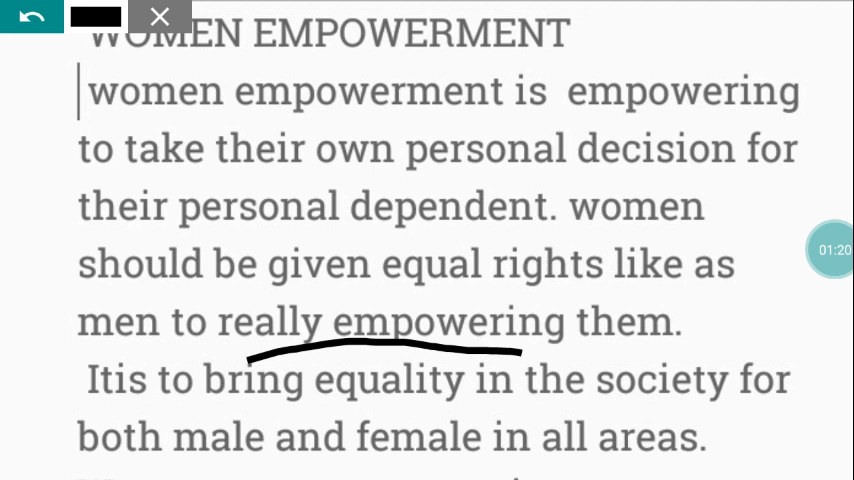 WOMEN EMPOWERMENT
women empowerment is empowering
to take their own personal decision for
their personal dependent. women
should be given equal rights like as
men to really empowering them.
Itis to bring equality in the society for
both male and female in all areas.
01:20